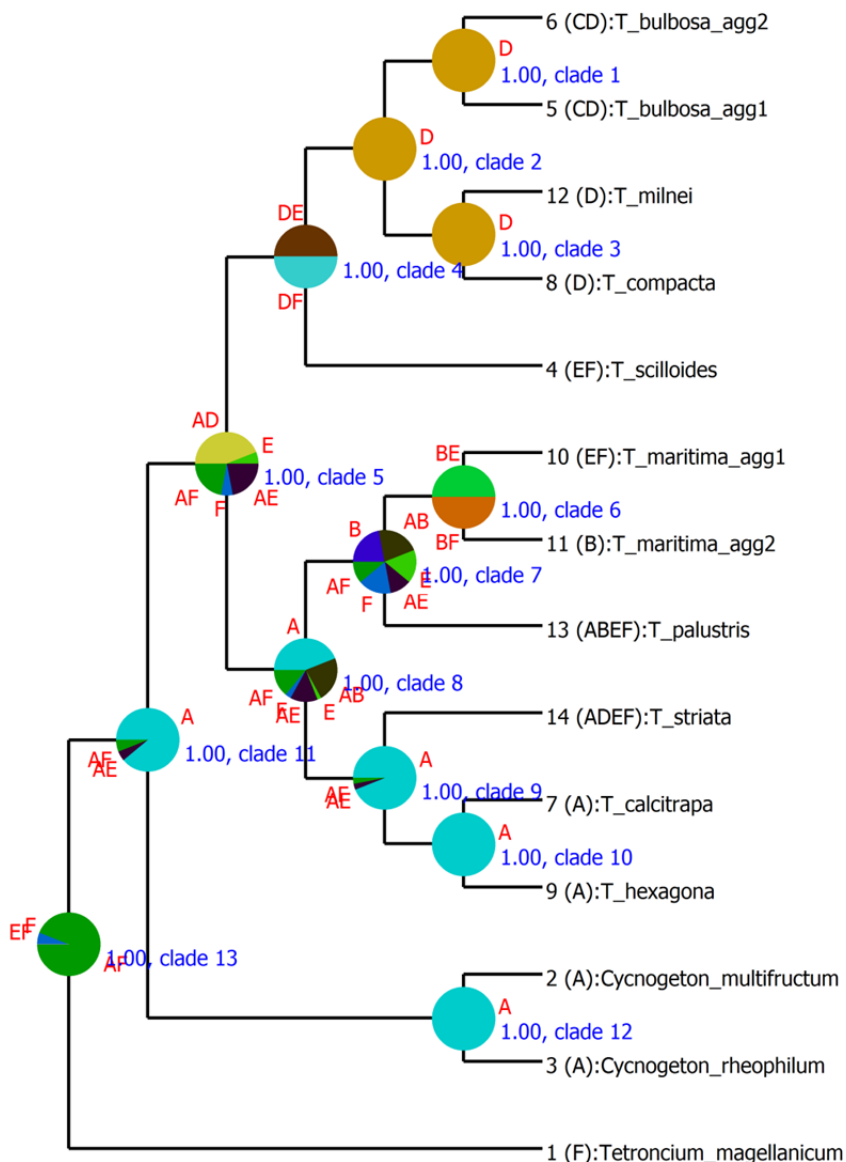 6 (CD):T_bulbosa_agg2
D
1.00, clade 1
5 (CD):T_bulbosa_agg1
D
1.00, clade 2
12 (D):T_milnei
D
1.00, clade 3
DE
1.00, clade 4
8 (D):T_compacta
DF
4 (EF):T_scilloides
AD
E
1.00, clade 5
AF
F
AE
10 (EF):T_maritima_agg1
BE
1.00, clade 6
BF
11 (B):T_maritima_agg2
B
AB
1.00, clade 7
AF
E
F
AE
13 (ABEF):T_palustris
A
1.00, clade 8
AF
AB
E
AE
E
14 (ADEF):T_striata
A
1.00, clade 11
AF
AE
A
1.00, clade 9
AF
AE
7 (A):T_calcitrapa
A
1.00, clade 10
9 (A):T_hexagona
F
EF
1.00, clade 13
AF
2 (A):Cycnogeton_multifructum
A
1.00, clade 12
3 (A):Cycnogeton_rheophilum
1 (F):Tetroncium_magellanicum